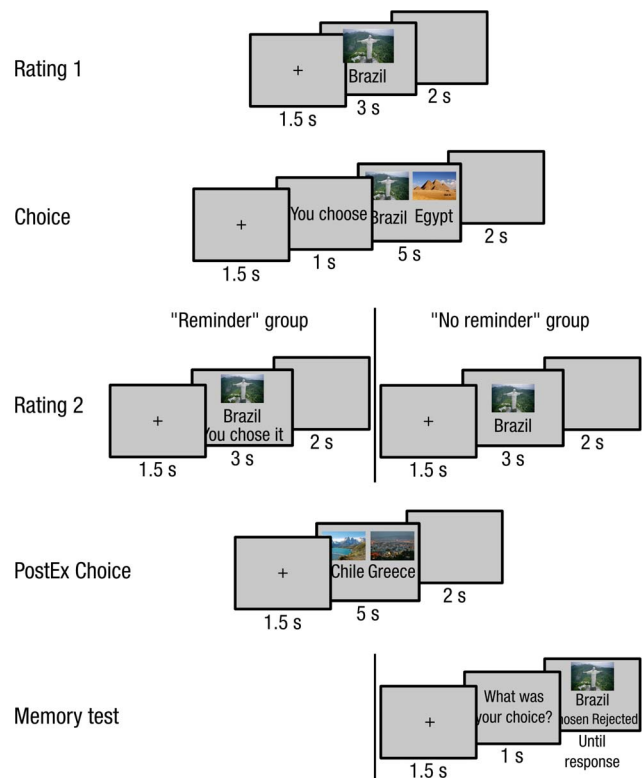 Rating 1
Brazil
1.5 s
3 s
2 s
Choice
You choose
Brazil Egypt
1.5 s
1 s
5 s
2 s
"Reminder" group
"No reminder" group
Rating 2
Brazil
You chose it
1.5 s
3 s
2 s
Brazil
1.5 s
3 s
2 s
PostEx Choice
Chile Greece
1.5 s
5 s
2 s
Memory test
What was
your choice?
Brazil
hosen Rejected
1.5 s
1 s
Until
response